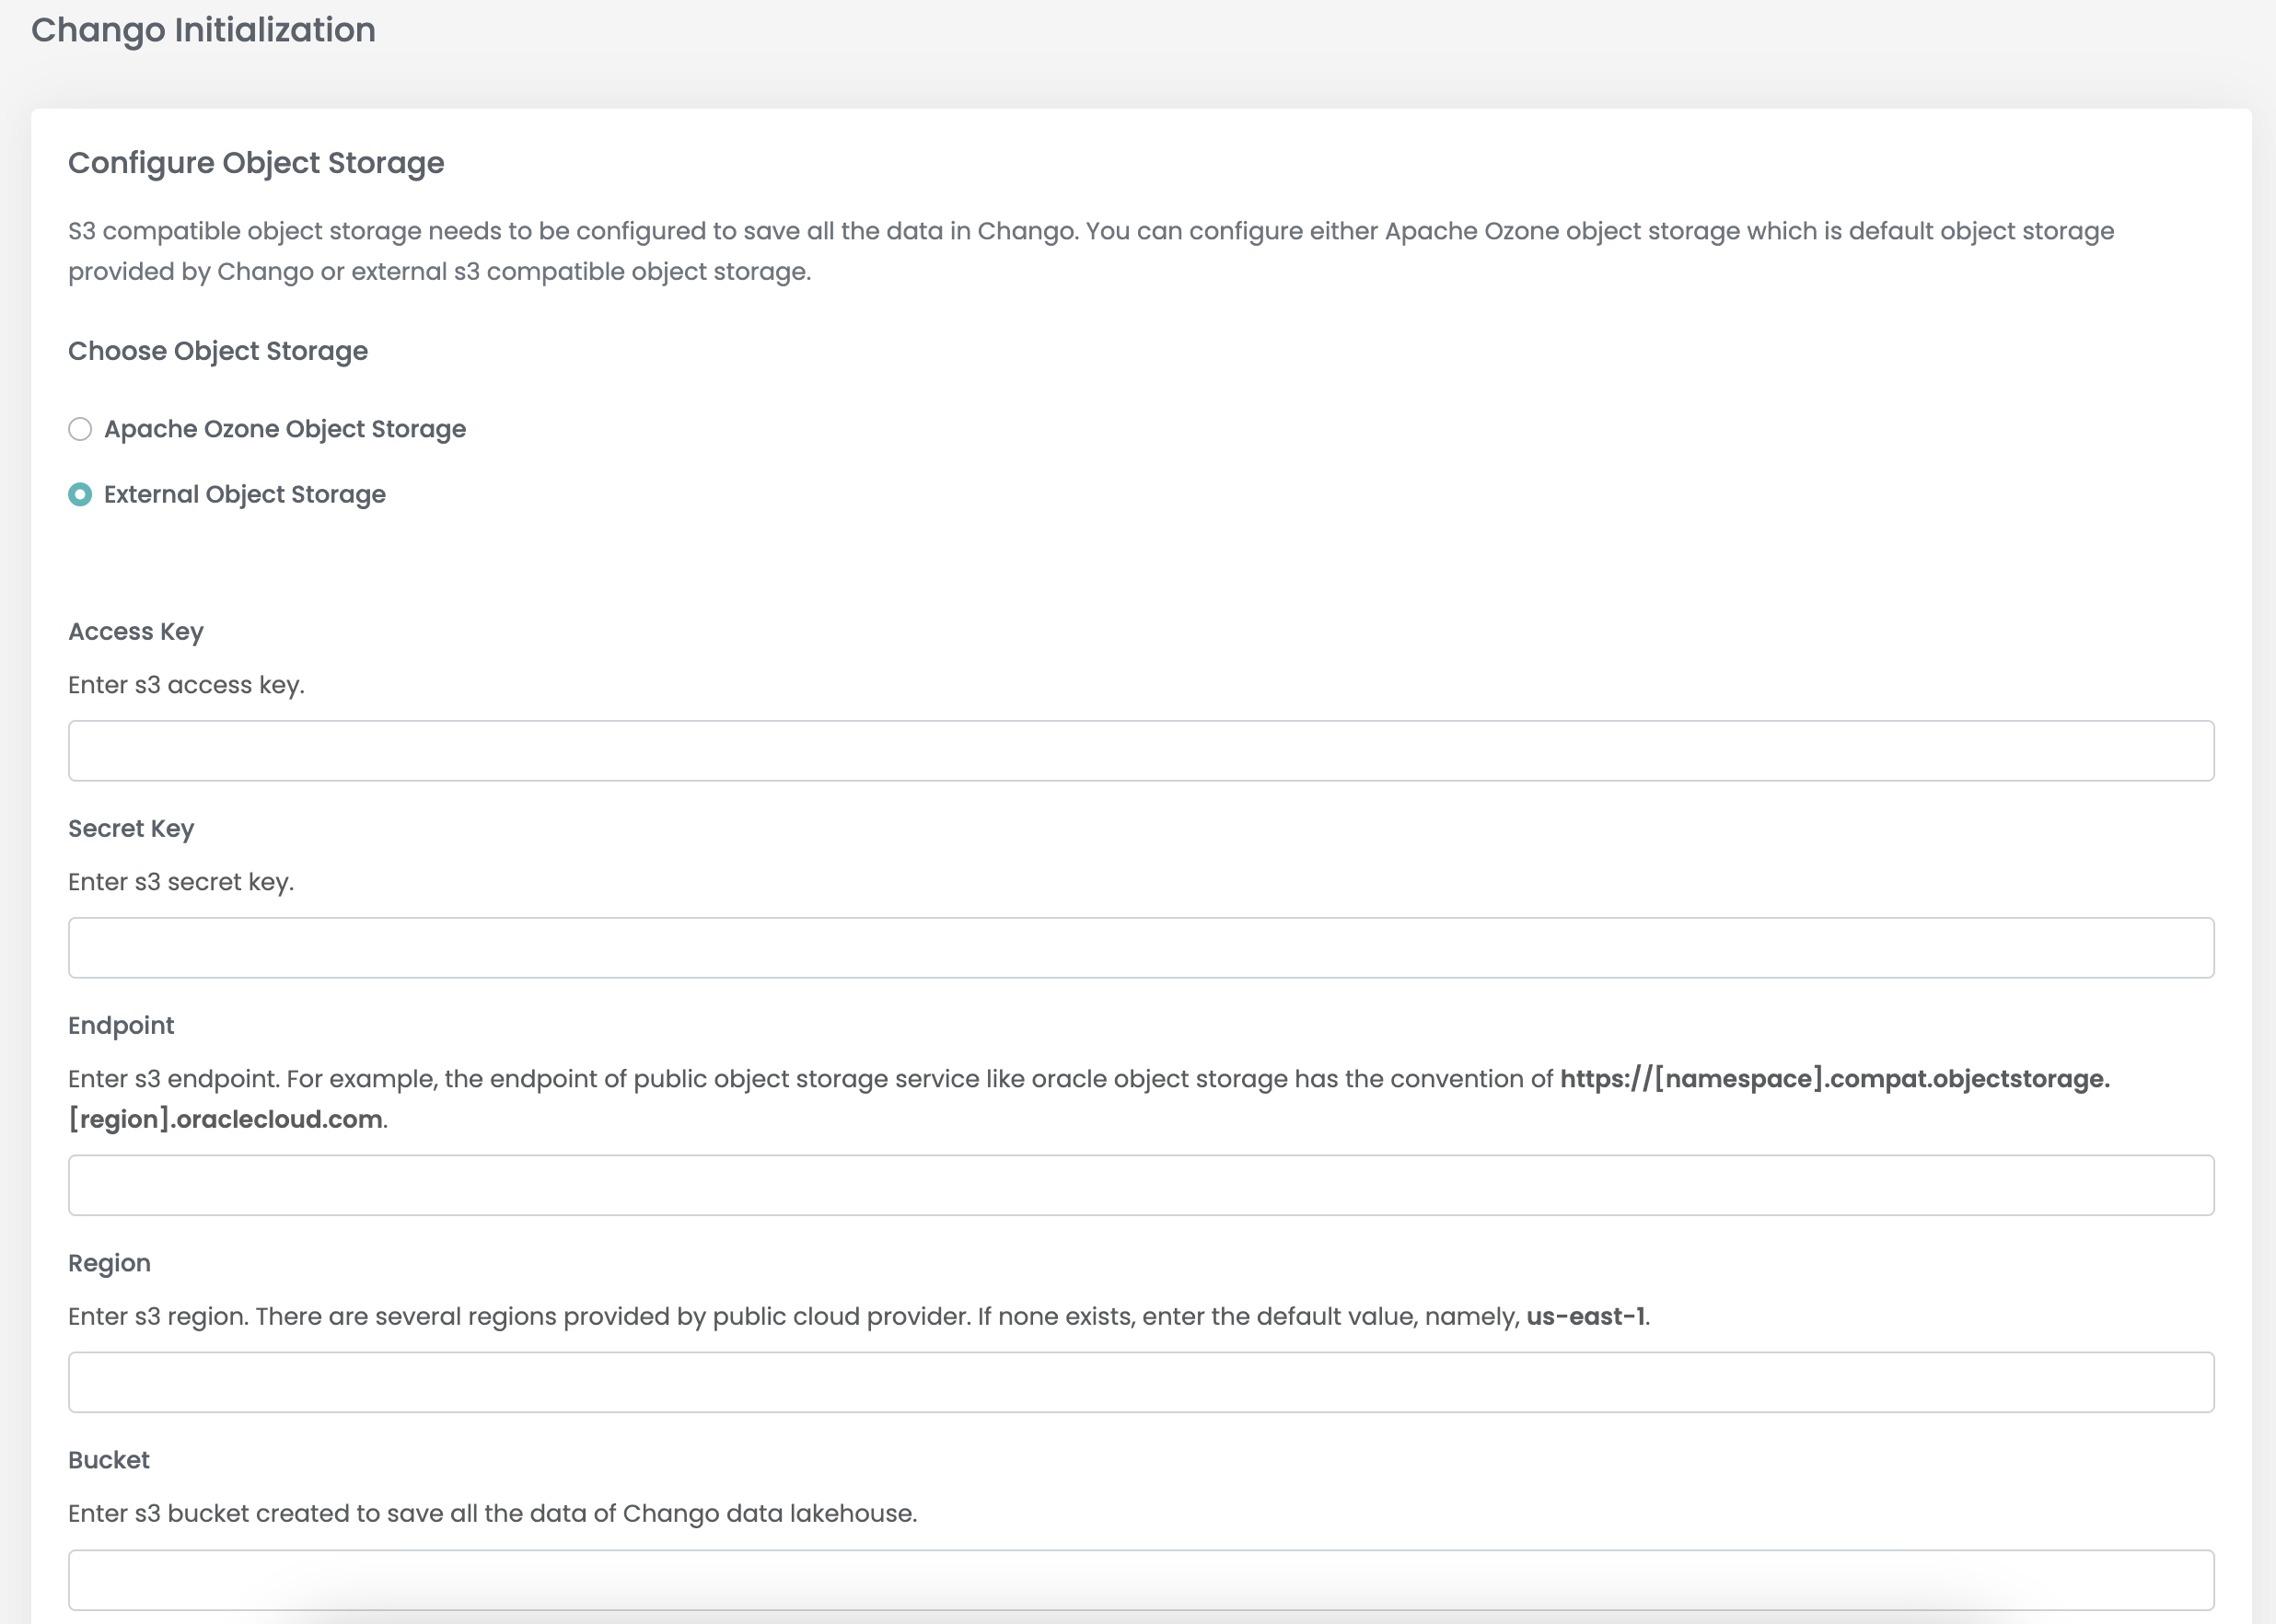 Chango Initialization
Configure Object Storage
S3 compatible object storage needs to be configured to save all the data in Chango. You can configure either Apache Ozone object storage which is default object storage
provided by Chango or external s3 compatible object storage.
Choose Object Storage
Apache Ozone Object Storage
External Object Storage
Access Key
Enter s3 access key.
Secret Key
Enter s3 secret key.
Endpoint
Enter s3 endpoint. For example, the endpoint of public object storage service like oracle object storage has the convention of https://[namespace].compat.objectstorage.
[region].oraclecloud.com.
Region
Enter s3 region. There are several regions provided by public cloud provider. If none exists, enter the default value, namely, us-east-1.
Bucket
Enter s3 bucket created to save all the data of Chango data lakehouse.